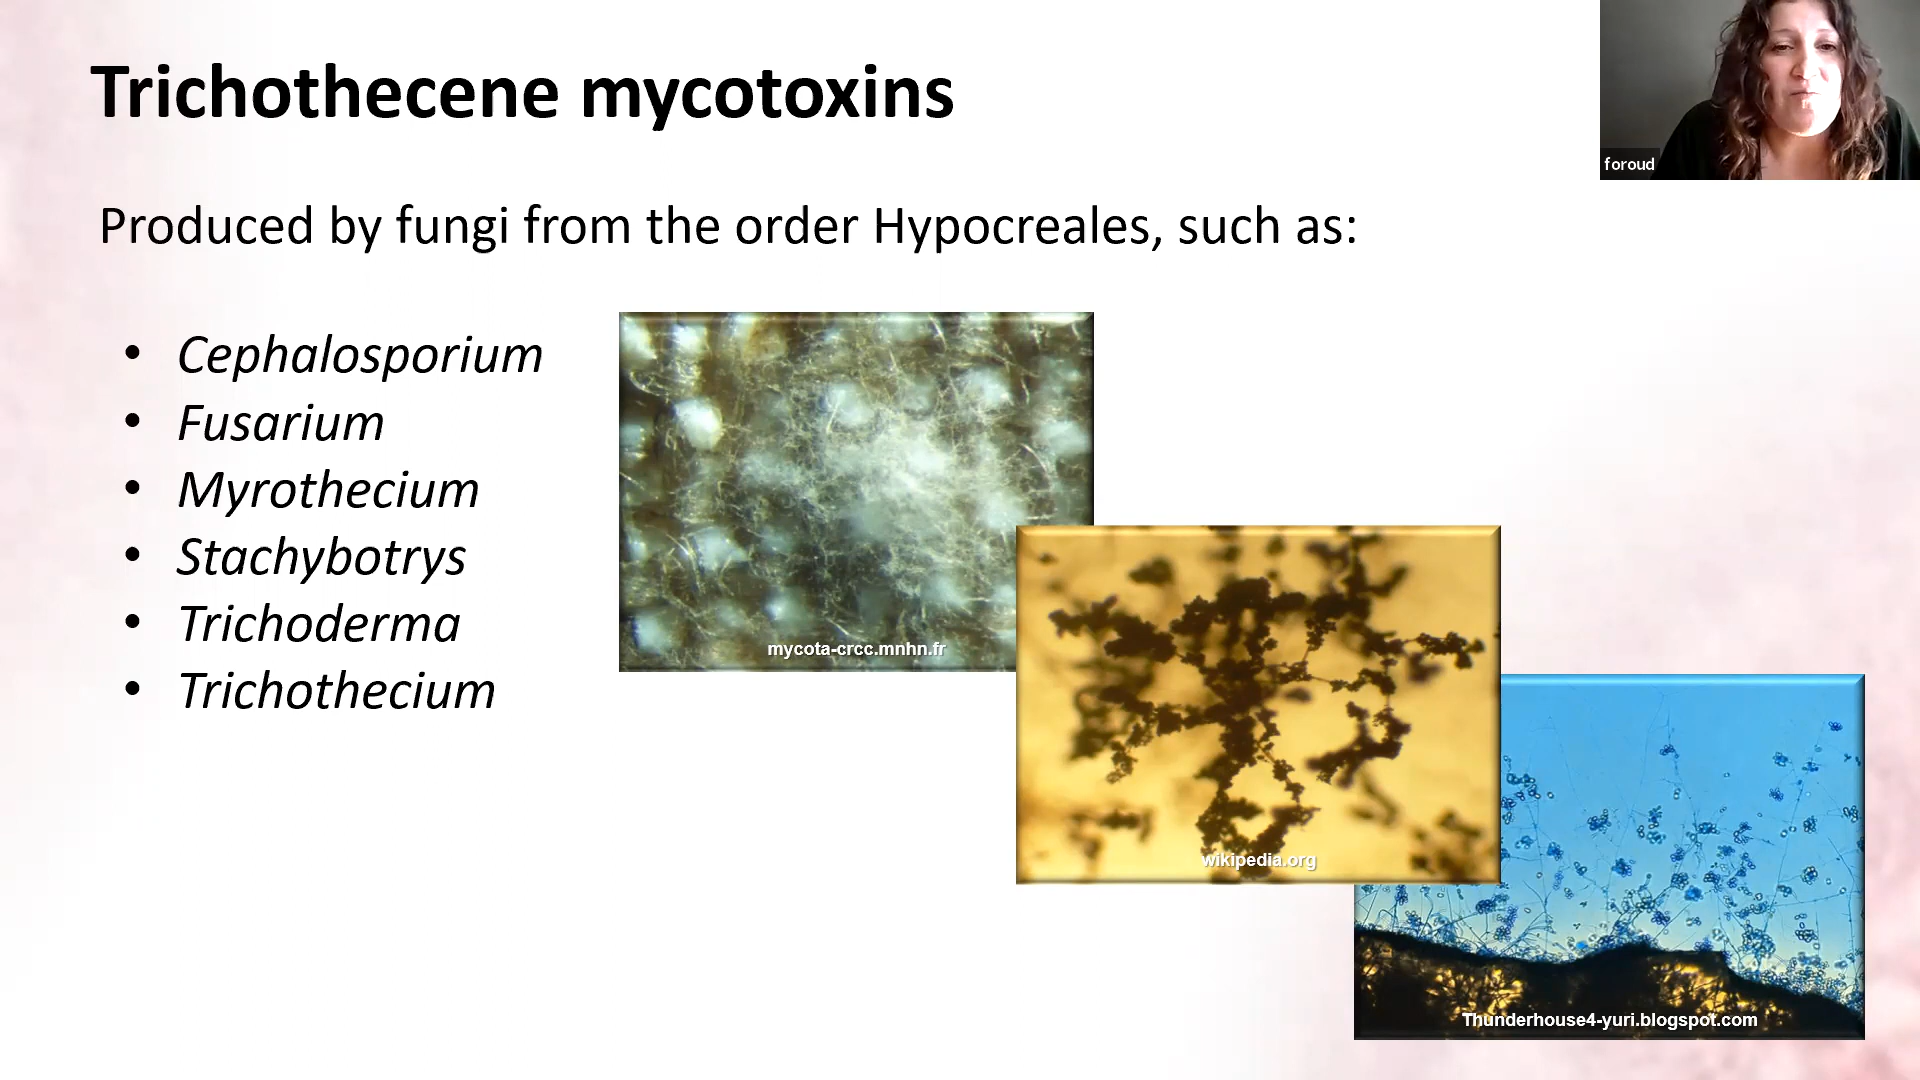 Trichothecene mycotoxins
foroud
Produced by fungi from the order Hypocreales, such as:
• Cephalosporium
• Fusarium
• Myrothecium
• Stachybotrys
• Trichoderma
• Trichothecium
mycota-crcc.mnhn.fr
wikipedia.org
Thunderhouse4-yuri.blogspot.com